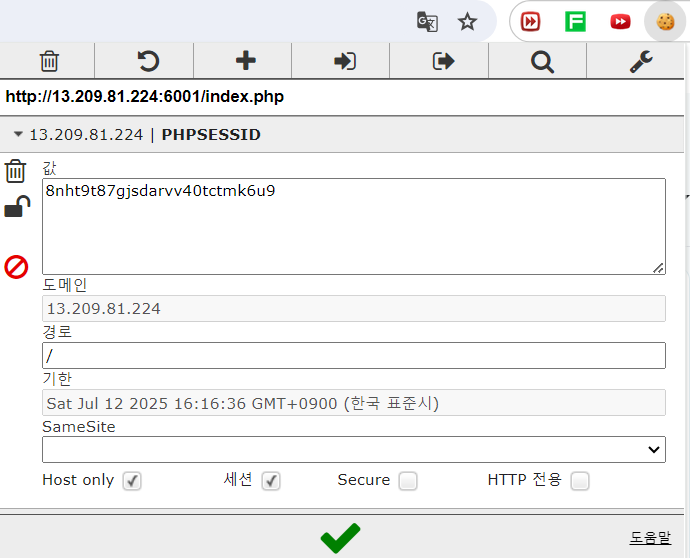 http://13.209.81.224:6001/index.php
13.209.81.224 | PHPSESSID
값
8nht9t87gjsdarvv40tctmk6u9
도메인
13.209.81.224
경로
/
기한
Sat Jul 12 2025 16:16:36 GMT+0900 (한국 표준시)
SameSite
Host only 세션 Secure HTTP 전용
도움말